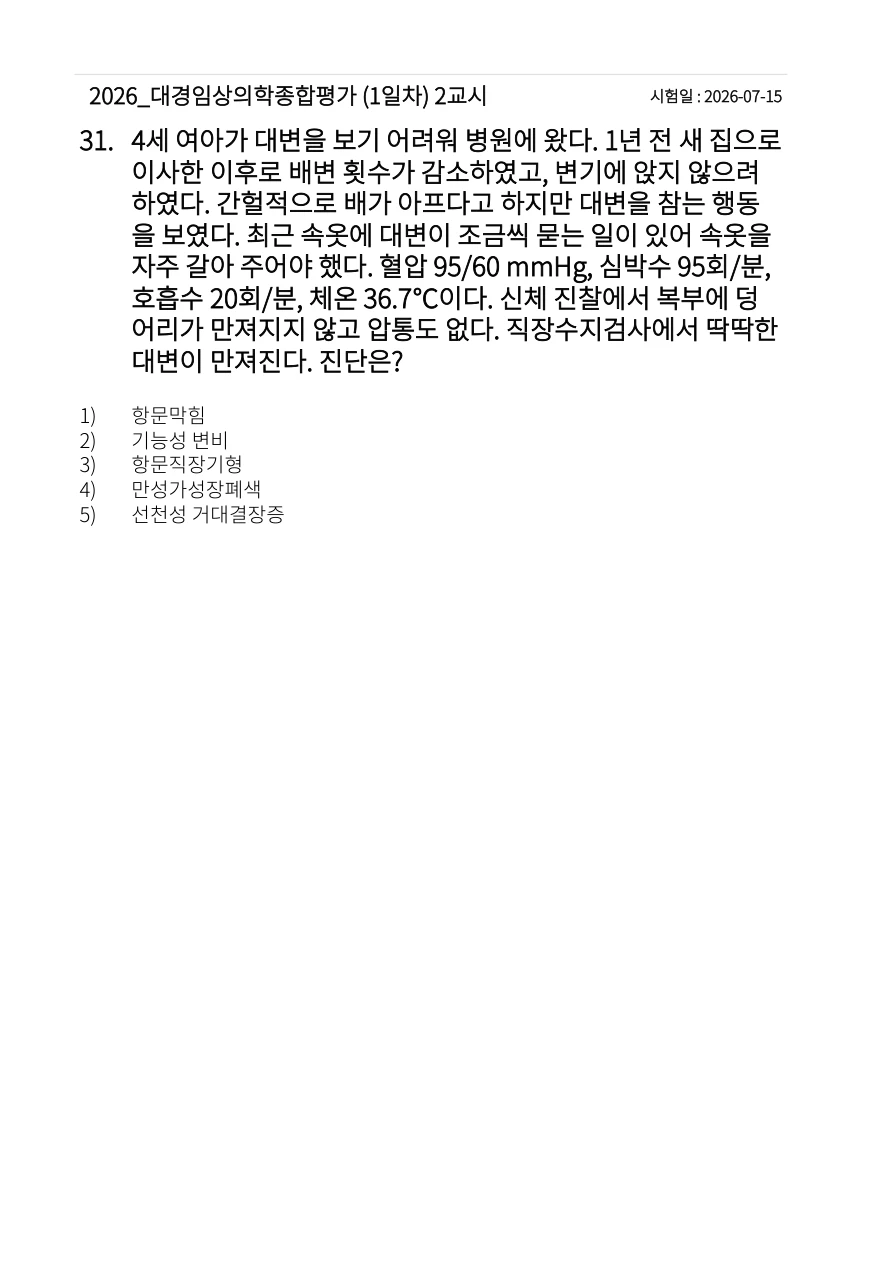 2026_대경임상의학종합평가 (1일차) 2교시
시험일 : 2026-07-15
31. 4세 여아가 대변을 보기 어려워 병원에 왔다. 1년 전 새 집으로
이사한 이후로 배변 횟수가 감소하였고, 변기에 앉지 않으려
하였다. 간헐적으로 배가 아프다고 하지만 대변을 참는 행동
을 보였다. 최근 속옷에 대변이 조금씩 묻는 일이 있어 속옷을
자주 갈아 주어야 했다. 혈압 95/60 mmHg, 심박수 95회/분,
호흡수 20회/분, 체온 36.7°C이다. 신체 진찰에서 복부에 덩
어리가 만져지지 않고 압통도 없다. 직장수지검사에서 딱딱한
대변이 만져진다. 진단은?
1) 항문막힘
2) 기능성 변비
3) 항문직장기형
4) 만성가성장폐색
5) 선천성 거대결장증